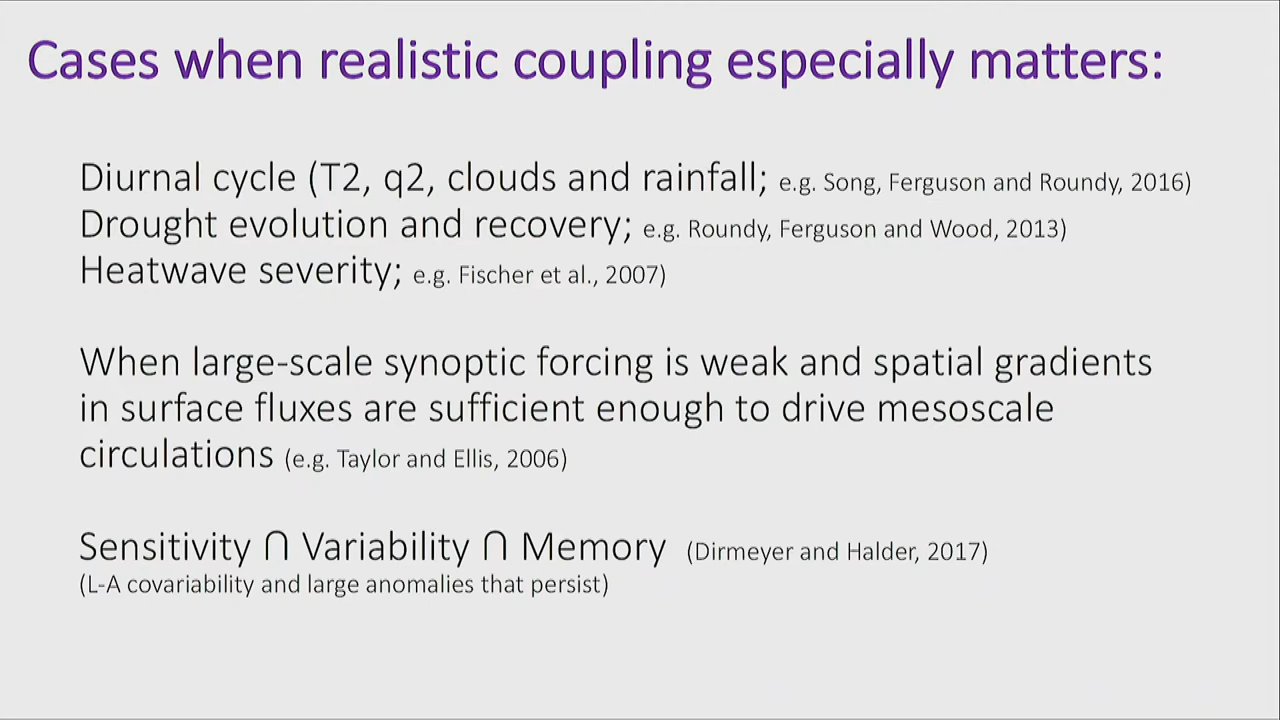 Cases when realistic coupling especially matters:
Diurnal cycle (T2, q2, clouds and rainfall; e.g. Song, Ferguson and Roundy, 2016)
Drought evolution and recovery; e.g. Roundy, Ferguson and Wood, 2013)
Heatwave severity; e.g. Fischer et al., 2007)
When large-scale synoptic forcing is weak and spatial gradients
in surface fluxes are sufficient enough to drive mesoscale
circulations (e.g. Taylor and Ellis, 2006)
Sensitivity ∩ Variability ∩ Memory (Dirmeyer and Halder, 2017)
(L-A covariability and large anomalies that persist)